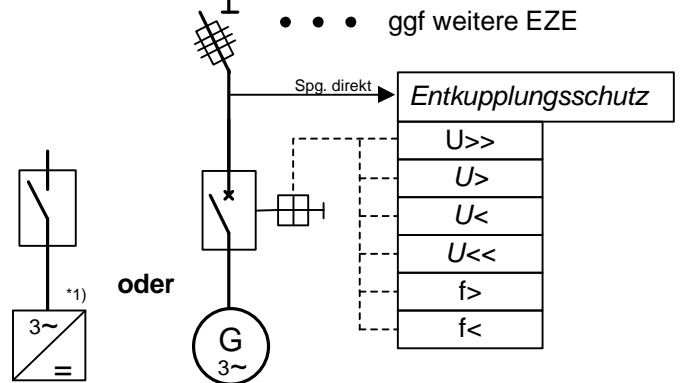 • • • ggf weitere EZE
Spg. direkt
Entkupplungsschutz
U>>
U>
U<
U<<
f>
f<
*1)
oder
3~
=
G
3~